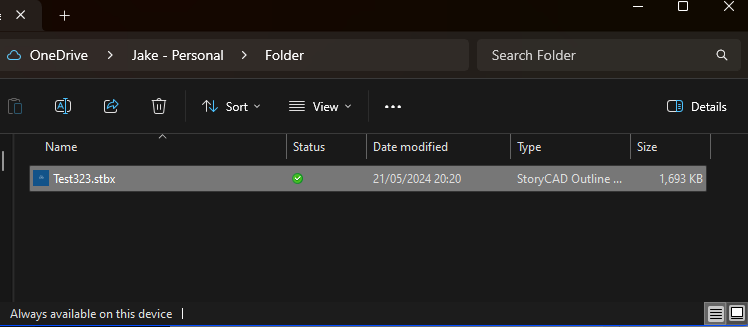 OneDrive > Jake - Personal > Folder
Search Folder
Sort
View
Details
Name Status Date modified Type Size
Test323.stbx 21/05/2024 20:20 StoryCAD Outline ... 1,693 KB
Always available on this device